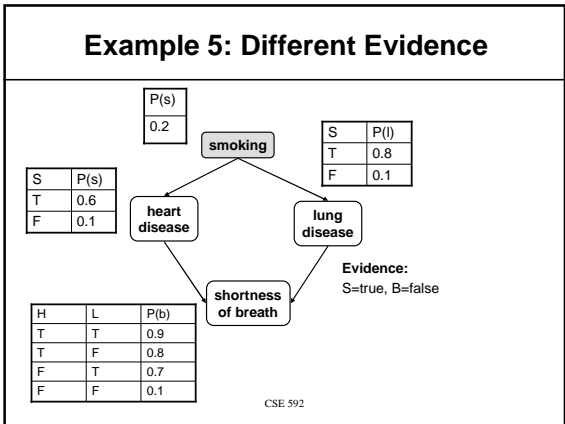 Example 5: Different Evidence
P(s)
0.2
smoking
S P(l)
T 0.8
F 0.1
S P(s)
T 0.6
F 0.1
heart
disease
lung
disease
Evidence:
S=true, B=false
shortness
of breath
H L P(b)
T T 0.9
T F 0.8
F T 0.7
F F 0.1
CSE 592